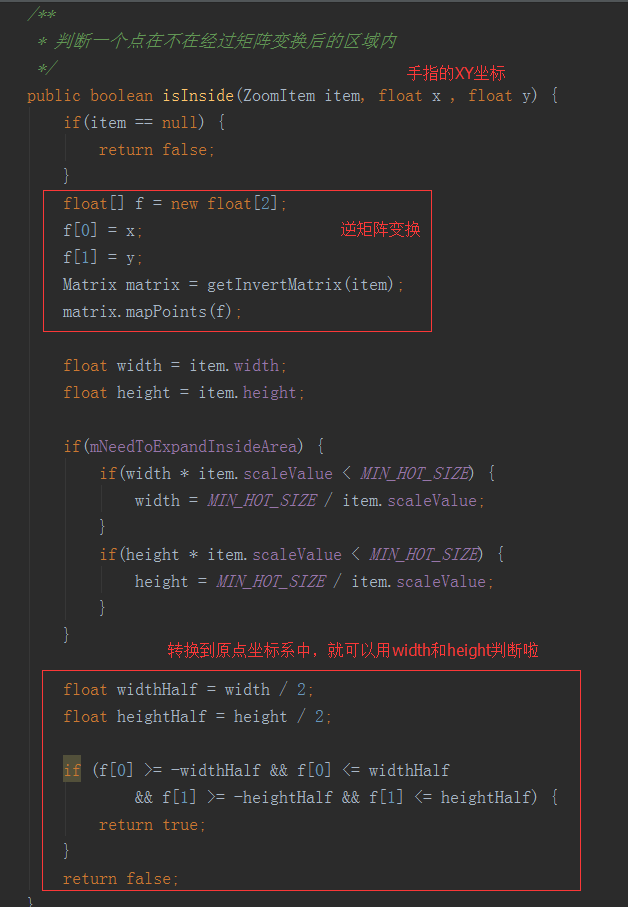 /**
* 判断一个点在不在经过矩阵变换后的区域内
*/
手指的XY坐标
public boolean isInside(ZoomItem item, float x , float y) {
if(item == null) {
return false;
}
float[] f = new float[2];
f[0] = x;
逆矩阵变换
f[1] = y;
Matrix matrix = getInvertMatrix(item);
matrix.mapPoints(f);
float width = item.width;
float height = item.height;
if(mNeedToExpandInsideArea) {
if(width * item.scaleValue < MIN_HOT_SIZE) {
width = MIN_HOT_SIZE / item.scaleValue;
}
if(height * item.scaleValue < MIN_HOT_SIZE) {
height = MIN_HOT_SIZE / item.scaleValue;
}
}
转换到原点坐标系中，就可以用width和height判断啦
float widthHalf = width / 2;
float heightHalf = height / 2;
if (f[0] >= -widthHalf && f[0] <= widthHalf
&& f[1] >= -heightHalf && f[1] <= heightHalf) {
return true;
}
return false;
}